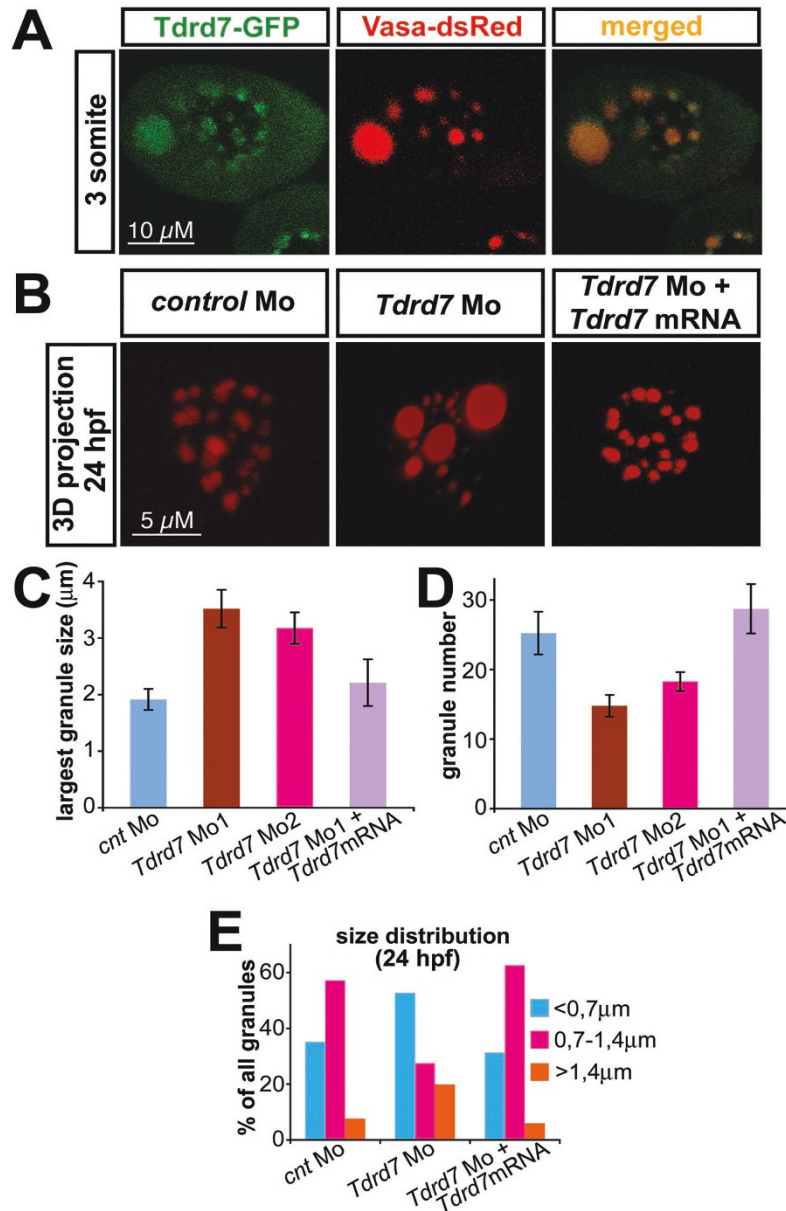 A
Tdrd7-GFP
Vasa-dsRed
merged
3 somite
10 µM
B
control Mo
Tdrd7 Mo
Tdrd7 Mo +
Tdrd7 mRNA
3D projection
24 hpf
5 µM
C
largest granule size (µm)
4
3
2
1
0
cnt Mo
Tdrd7 Mo1
Tdrd7 Mo2
Tdrd7 Mo1 +
Tdrd7mRNA
D
granule number
30
20
10
0
cnt Mo
Tdrd7 Mo1
Tdrd7 Mo2
Tdrd7 Mo1 +
Tdrd7mRNA
E
size distribution
(24 hpf)
% of all granules
60
40
20
0
cnt Mo
Tdrd7 Mo
Tdrd7 Mo +
Tdrd7mRNA
<0,7µm
0,7-1,4µm
>1,4µm